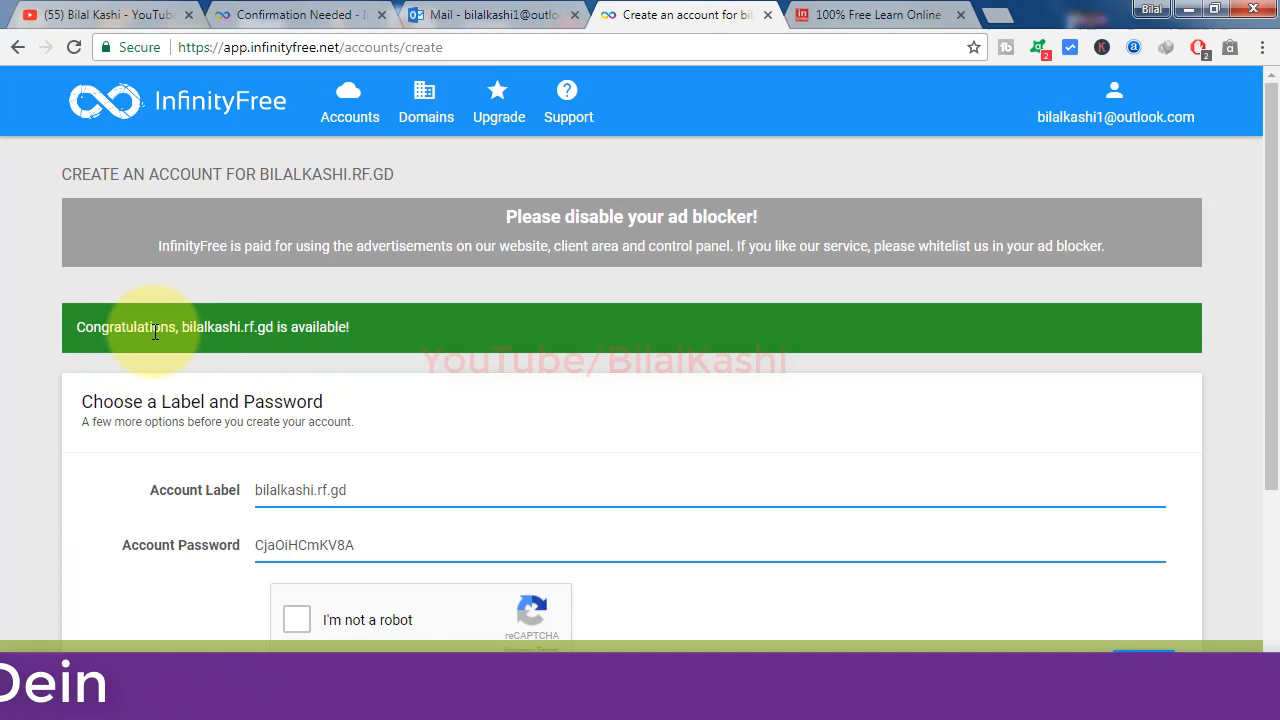 (55) Bilal Kashi - YouTube
Confirmation Needed - I
Mail - bilalkashi1@outloo
Create an account for bil
100% Free Learn Online
Bilal
Secure
https://app.infinityfree.net/accounts/create
2
2
InfinityFree
Accounts
Domains
Upgrade
Support
bilalkashi1@outlook.com
CREATE AN ACCOUNT FOR BILALKASHI.RF.GD
Please disable your ad blocker!
InfinityFree is paid for using the advertisements on our website, client area and control panel. If you like our service, please whitelist us in your ad blocker.
Congratulations, bilalkashi.rf.gd is available!
YouTube/BilalKashi
Choose a Label and Password
A few more options before you create your account.
Account Label
bilalkashi.rf.gd
Account Password
CjaOiHCmKV8A
I'm not a robot
reCAPTCHA
Dein